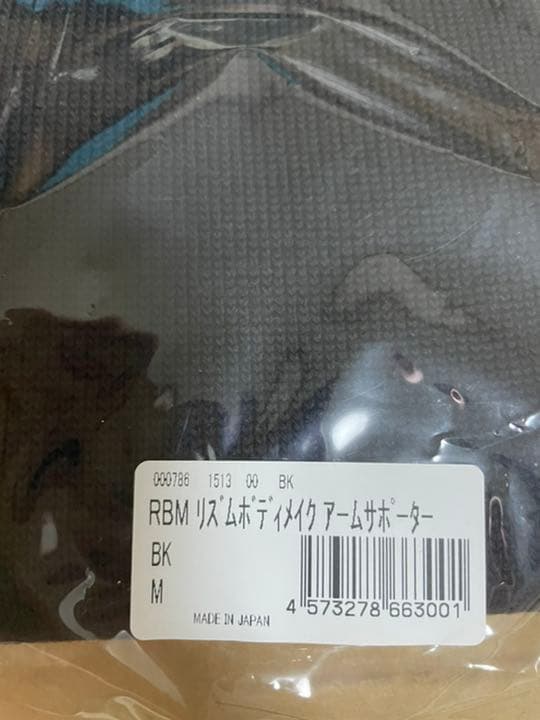 000786 1513 00 BK
RBM ﾘｽﾞﾑﾎﾞﾃﾞｨﾒｲｸ ｱｰﾑｻﾎﾟｰﾀｰ
BK
M
4 573278 663001
MADE IN JAPAN